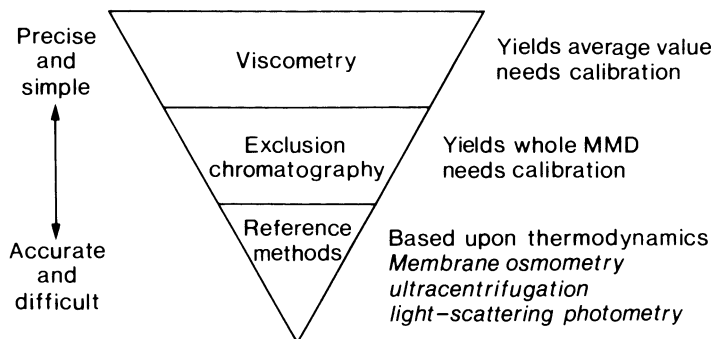 Precise
and
simple
Viscometry
Yields average value
needs calibration
Exclusion
chromatography
Yields whole MMD
needs calibration
Accurate
and
difficult
Reference
methods
Based upon thermodynamics
Membrane osmometry
ultracentrifugation
light-scattering photometry